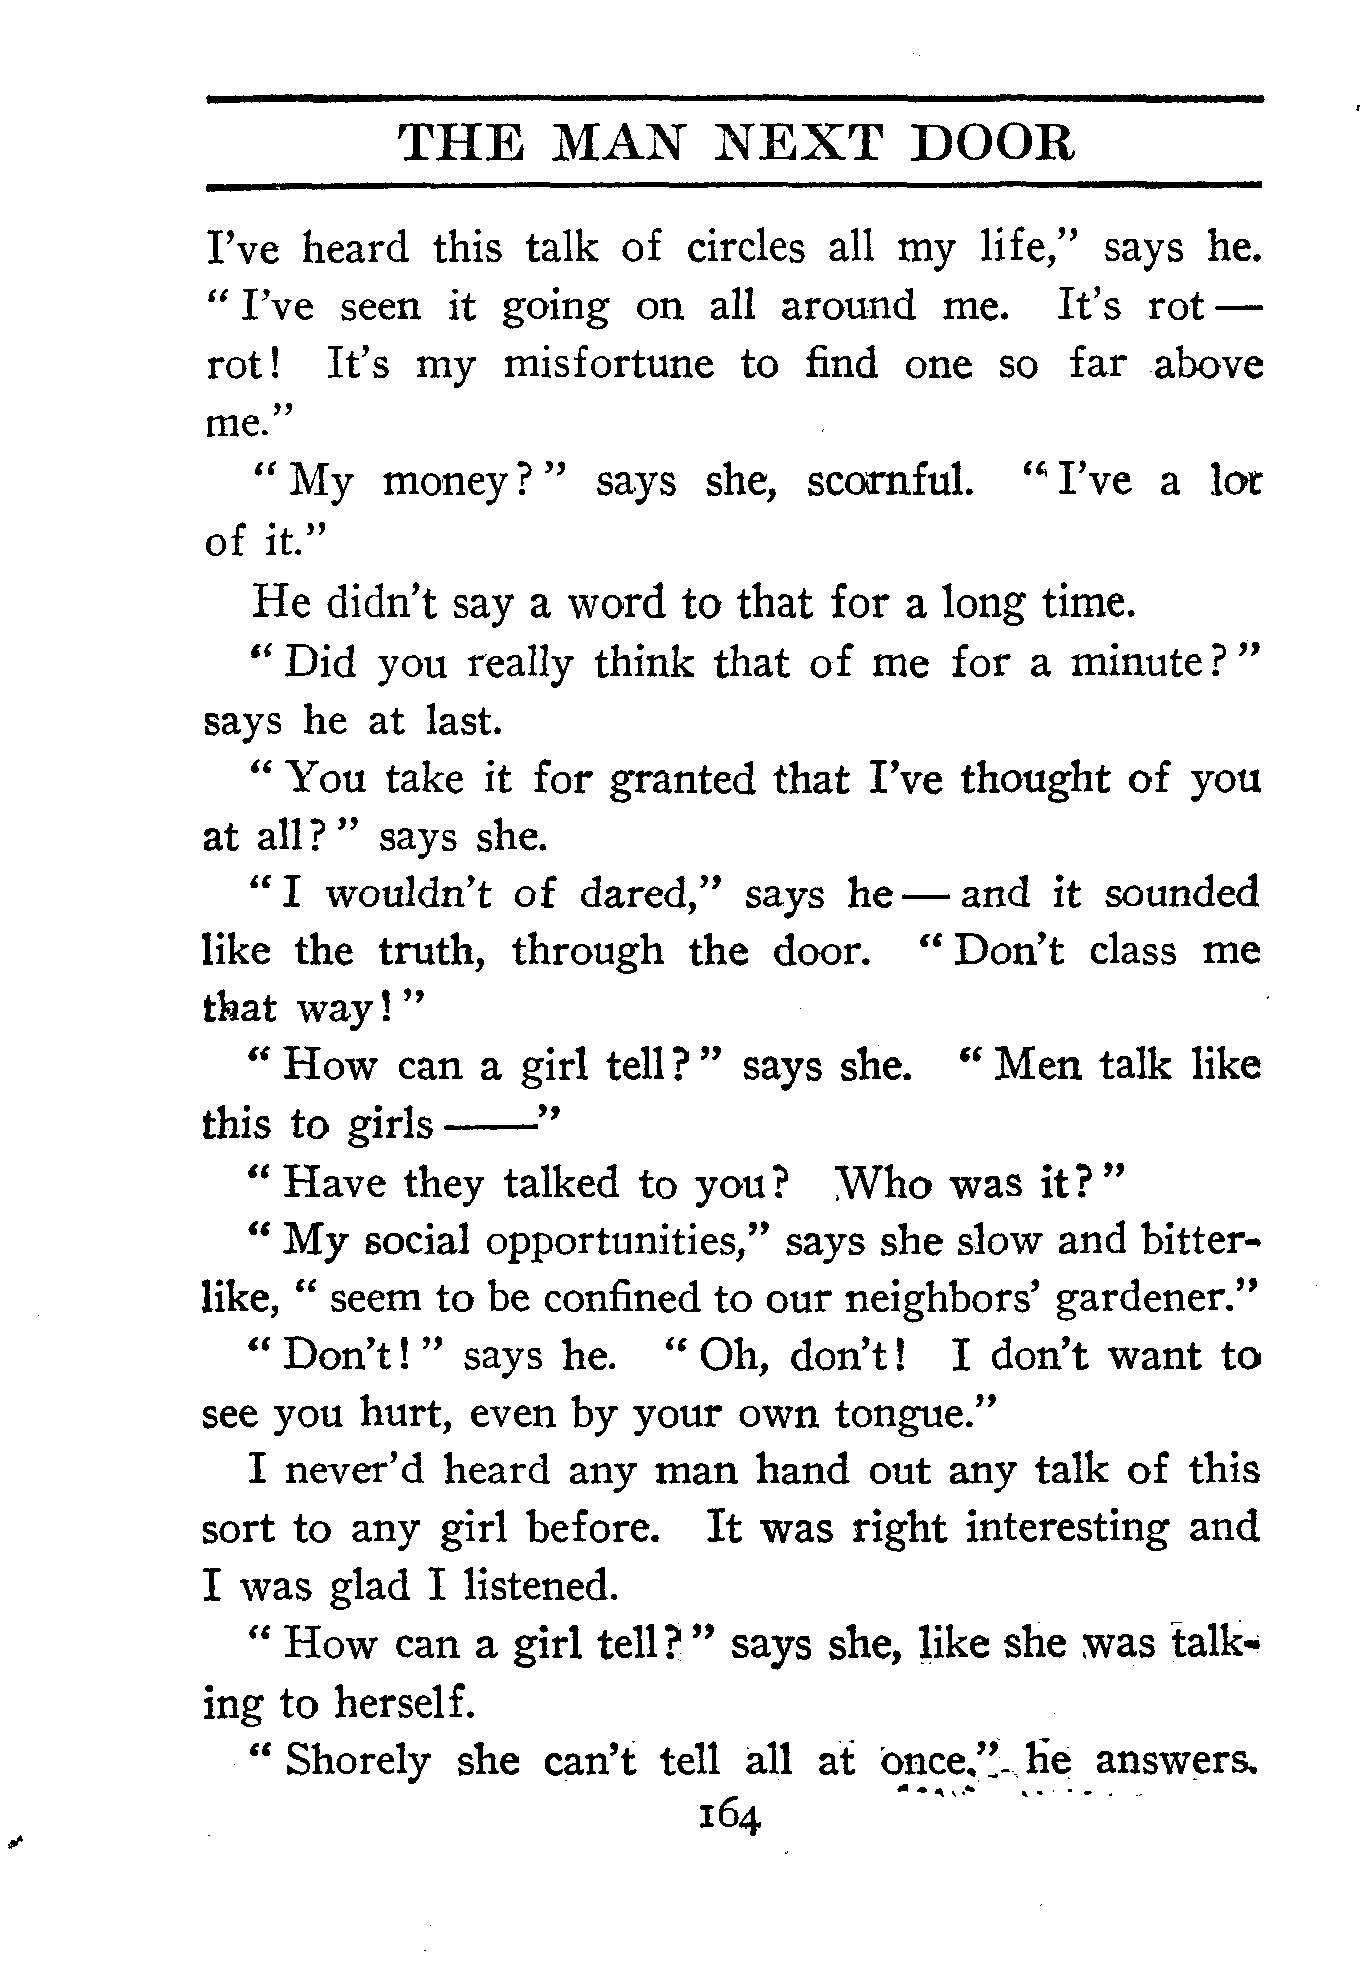 THE MAN NEXT DOOR
I've heard this talk of circles all my life," says he.
"I've seen it going on all around me. It's rot—
rot! It's my misfortune to find one so far above
me."
"My money?" says she, scornful. "I've a lot
of it."
He didn't say a word to that for a long time.
"Did you really think that of me for a minute?"
says he at last.
"You take it for granted that I've thought of you
at all?" says she.
"I wouldn't of dared," says he—and it sounded
like the truth, through the door. "Don't class me
that way!"
"How can a girl tell?" says she. "Men talk like
this to girls——"
"Have they talked to you? Who was it?"
"My social opportunities," says she slow and bitter-
like, "seem to be confined to our neighbors' gardener."
"Don't!" says he. "Oh, don't! I don't want to
see you hurt, even by your own tongue."
I never'd heard any man hand out any talk of this
sort to any girl before. It was right interesting and
I was glad I listened.
"How can a girl tell?" says she, like she was talk-
ing to herself.
"Shorely she can't tell all at once," he answers.
164